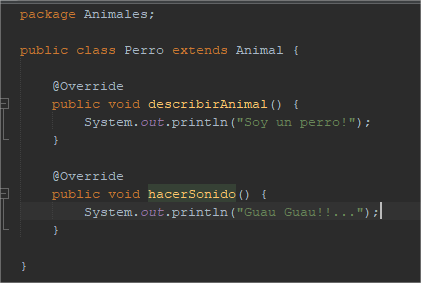 package Animales;
public class Perro extends Animal {
@Override
public void describirAnimal() {
System.out.println("Soy un perro!");
}
@Override
public void hacerSonido() {
System.out.println("Guau Guau!!...");
}
}